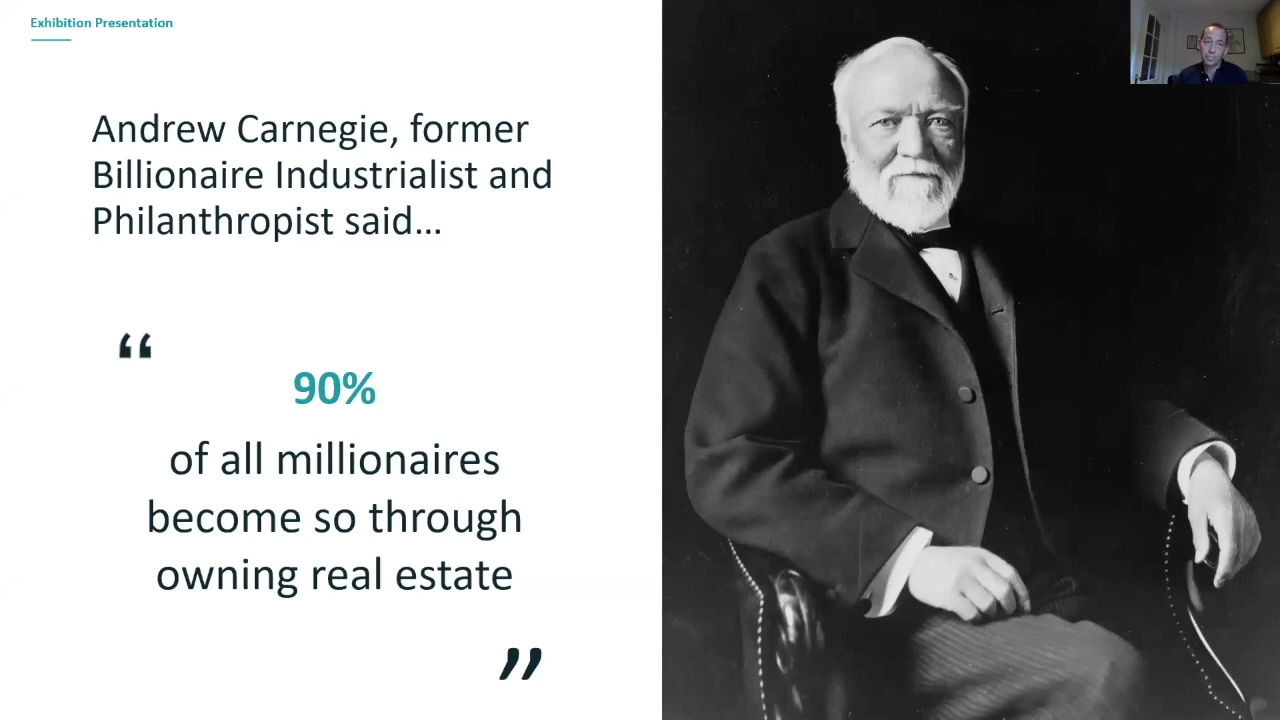 Exhibition Presentation
Andrew Carnegie, former
Billionaire Industrialist and
Philanthropist said…
“
90%
of all millionaires
become so through
owning real estate
”